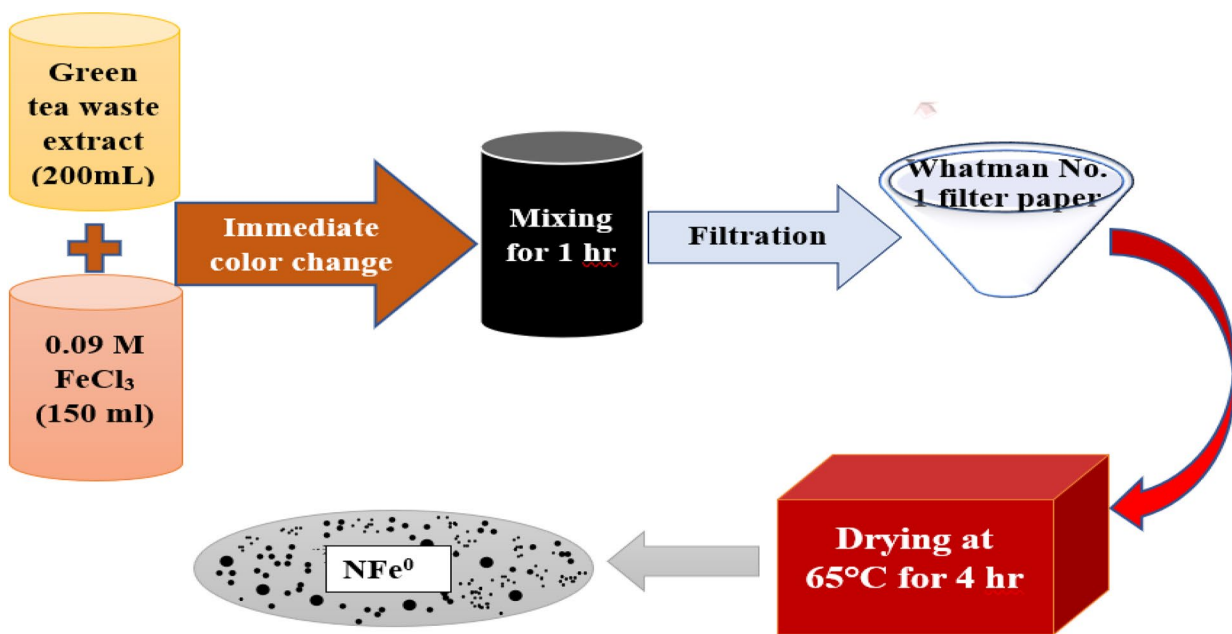 Green
tea waste
extract
(200mL)
0.09 M
FeCl₃
(150 ml)
Immediate
color change
Mixing
for 1 hr
Filtration
Whatman No.
1 filter paper
Drying at
65°C for 4 hr
NFe⁰